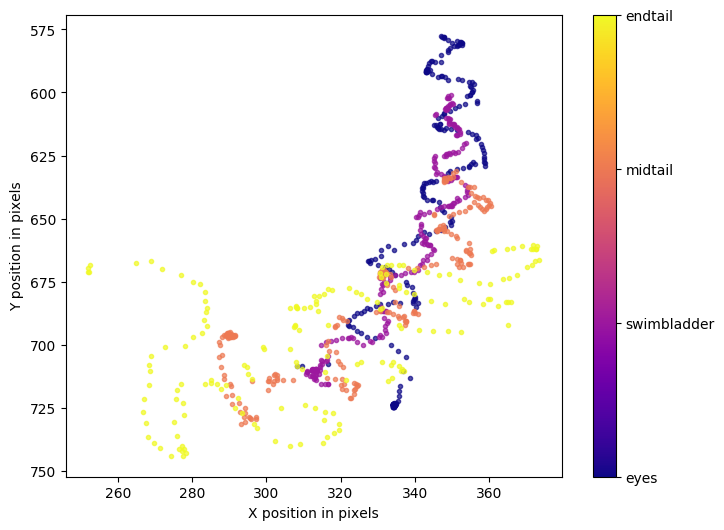 575
600
625
650
675
700
725
750
260
280
300
320
340
360
Y position in pixels
X position in pixels
endtail
midtail
swimbladder
eyes